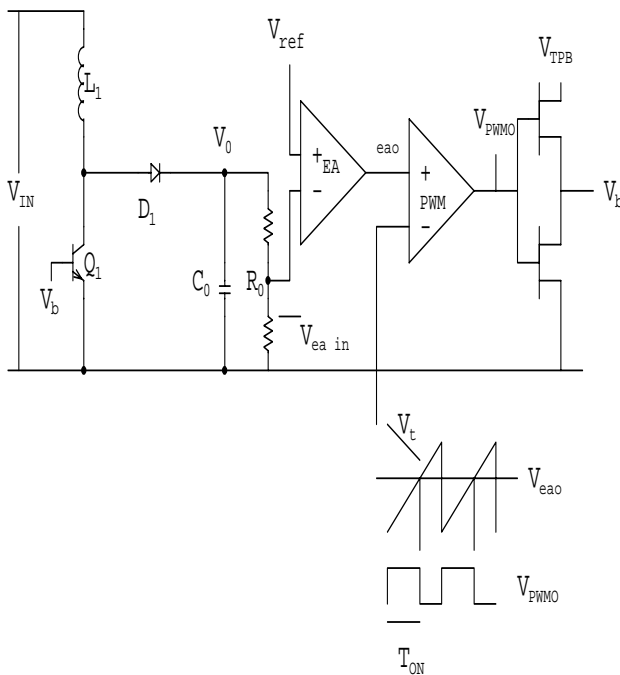 V_ref
V_TPB
L_1
V_0
eao
V_PWMO
+
EA
−
+
PWM
−
V_IN
D_1
V_b
Q_1
V_b
C_0
R_0
V_ea in
V_t
V_eao
V_PWMO
T_ON